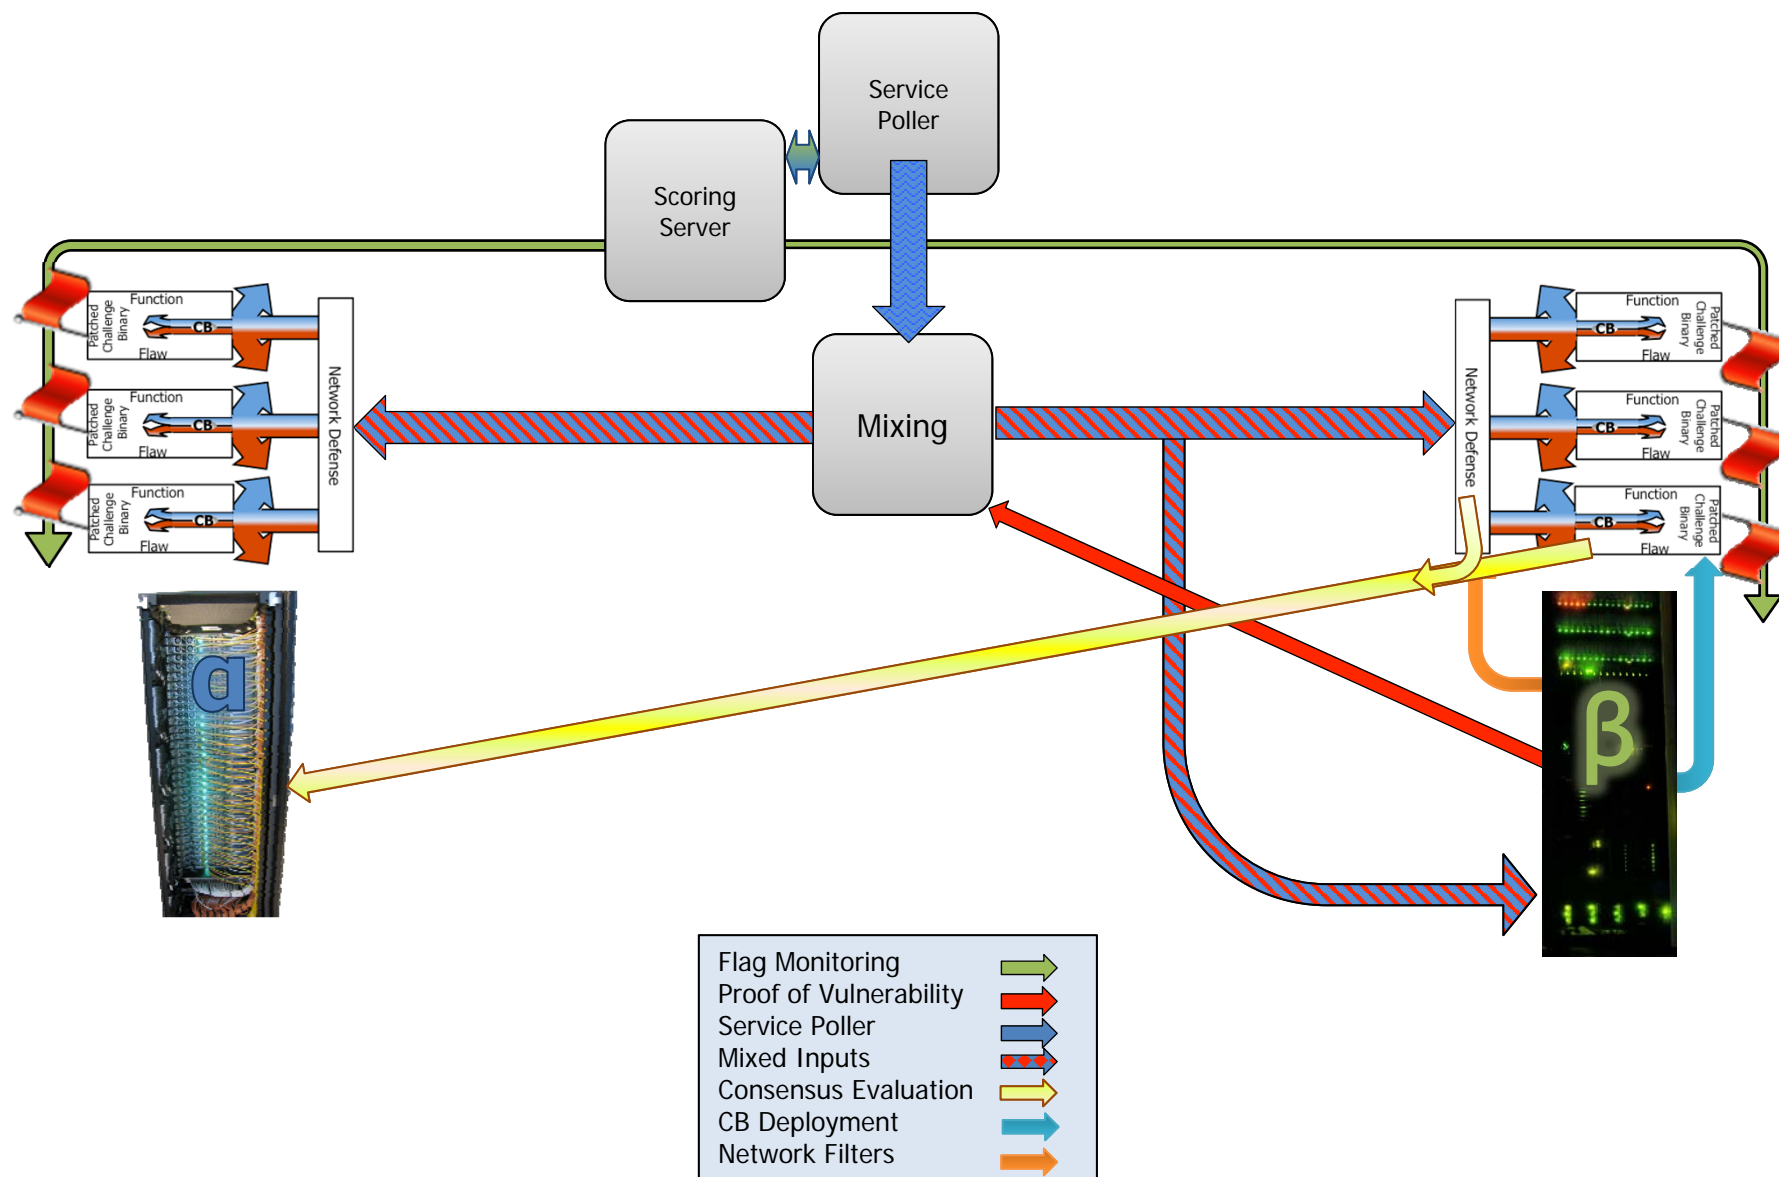 Service
Poller
Scoring
Server
Mixing
Function
Patched
Challenge
Binary
CB
Flaw
Function
Patched
Challenge
Binary
CB
Flaw
Function
Patched
Challenge
Binary
CB
Flaw
Network Defense
Network Defense
Function
CB
Flaw
Patched
Challenge
Binary
Function
CB
Flaw
Patched
Challenge
Binary
Function
CB
Flaw
Patched
Challenge
Binary
α
β
Flag Monitoring
Proof of Vulnerability
Service Poller
Mixed Inputs
Consensus Evaluation
CB Deployment
Network Filters